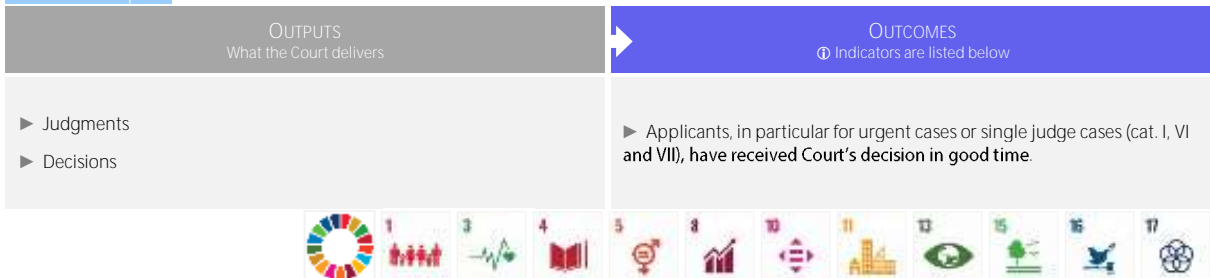 OUTPUTS
What the Court delivers
OUTCOMES
ⓘ Indicators are listed below
► Judgments
► Decisions
► Applicants, in particular for urgent cases or single judge cases (cat. I, VI
and VII), have received Court’s decision in good time.
1 3 4 5 8 10 11 13 15 16 17